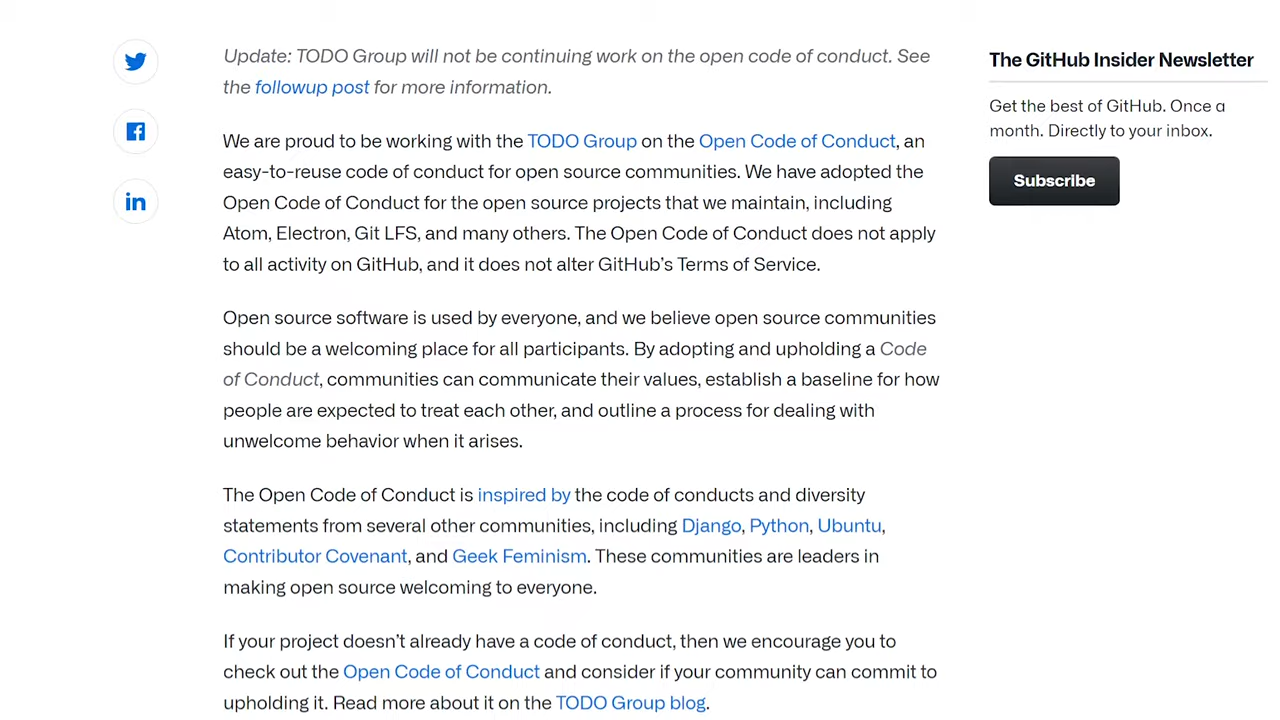 Update: TODO Group will not be continuing work on the open code of conduct. See
the followup post for more information.
We are proud to be working with the TODO Group on the Open Code of Conduct, an
easy-to-reuse code of conduct for open source communities. We have adopted the
Open Code of Conduct for the open source projects that we maintain, including
Atom, Electron, Git LFS, and many others. The Open Code of Conduct does not apply
to all activity on GitHub, and it does not alter GitHub’s Terms of Service.
Open source software is used by everyone, and we believe open source communities
should be a welcoming place for all participants. By adopting and upholding a Code
of Conduct, communities can communicate their values, establish a baseline for how
people are expected to treat each other, and outline a process for dealing with
unwelcome behavior when it arises.
The Open Code of Conduct is inspired by the code of conducts and diversity
statements from several other communities, including Django, Python, Ubuntu,
Contributor Covenant, and Geek Feminism. These communities are leaders in
making open source welcoming to everyone.
If your project doesn’t already have a code of conduct, then we encourage you to
check out the Open Code of Conduct and consider if your community can commit to
upholding it. Read more about it on the TODO Group blog.
The GitHub Insider Newsletter
Get the best of GitHub. Once a
month. Directly to your inbox.
Subscribe